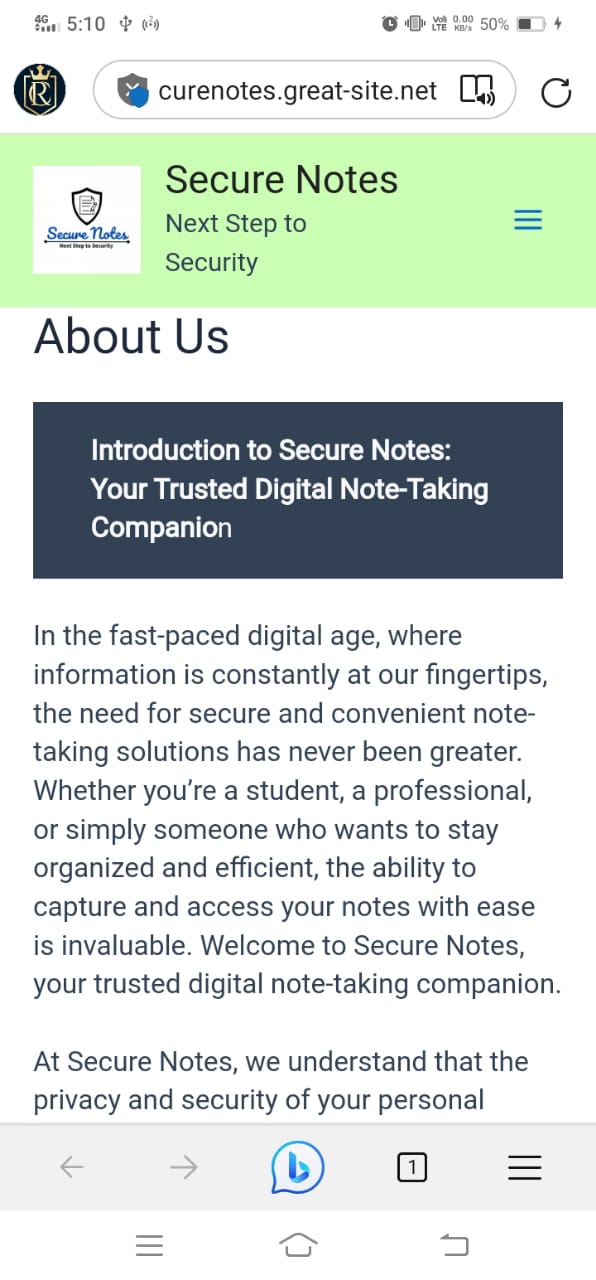 4G 5:10 Vo) LTE 0.00 KB/s 50%
R curenotes.great-site.net
Secure Notes
Next Step to Security
Secure Notes
Next Step to
Security
About Us
Introduction to Secure Notes:
Your Trusted Digital Note-Taking
Companion
In the fast-paced digital age, where
information is constantly at our fingertips,
the need for secure and convenient note-
taking solutions has never been greater.
Whether you’re a student, a professional,
or simply someone who wants to stay
organized and efficient, the ability to
capture and access your notes with ease
is invaluable. Welcome to Secure Notes,
your trusted digital note-taking companion.
At Secure Notes, we understand that the
privacy and security of your personal
1